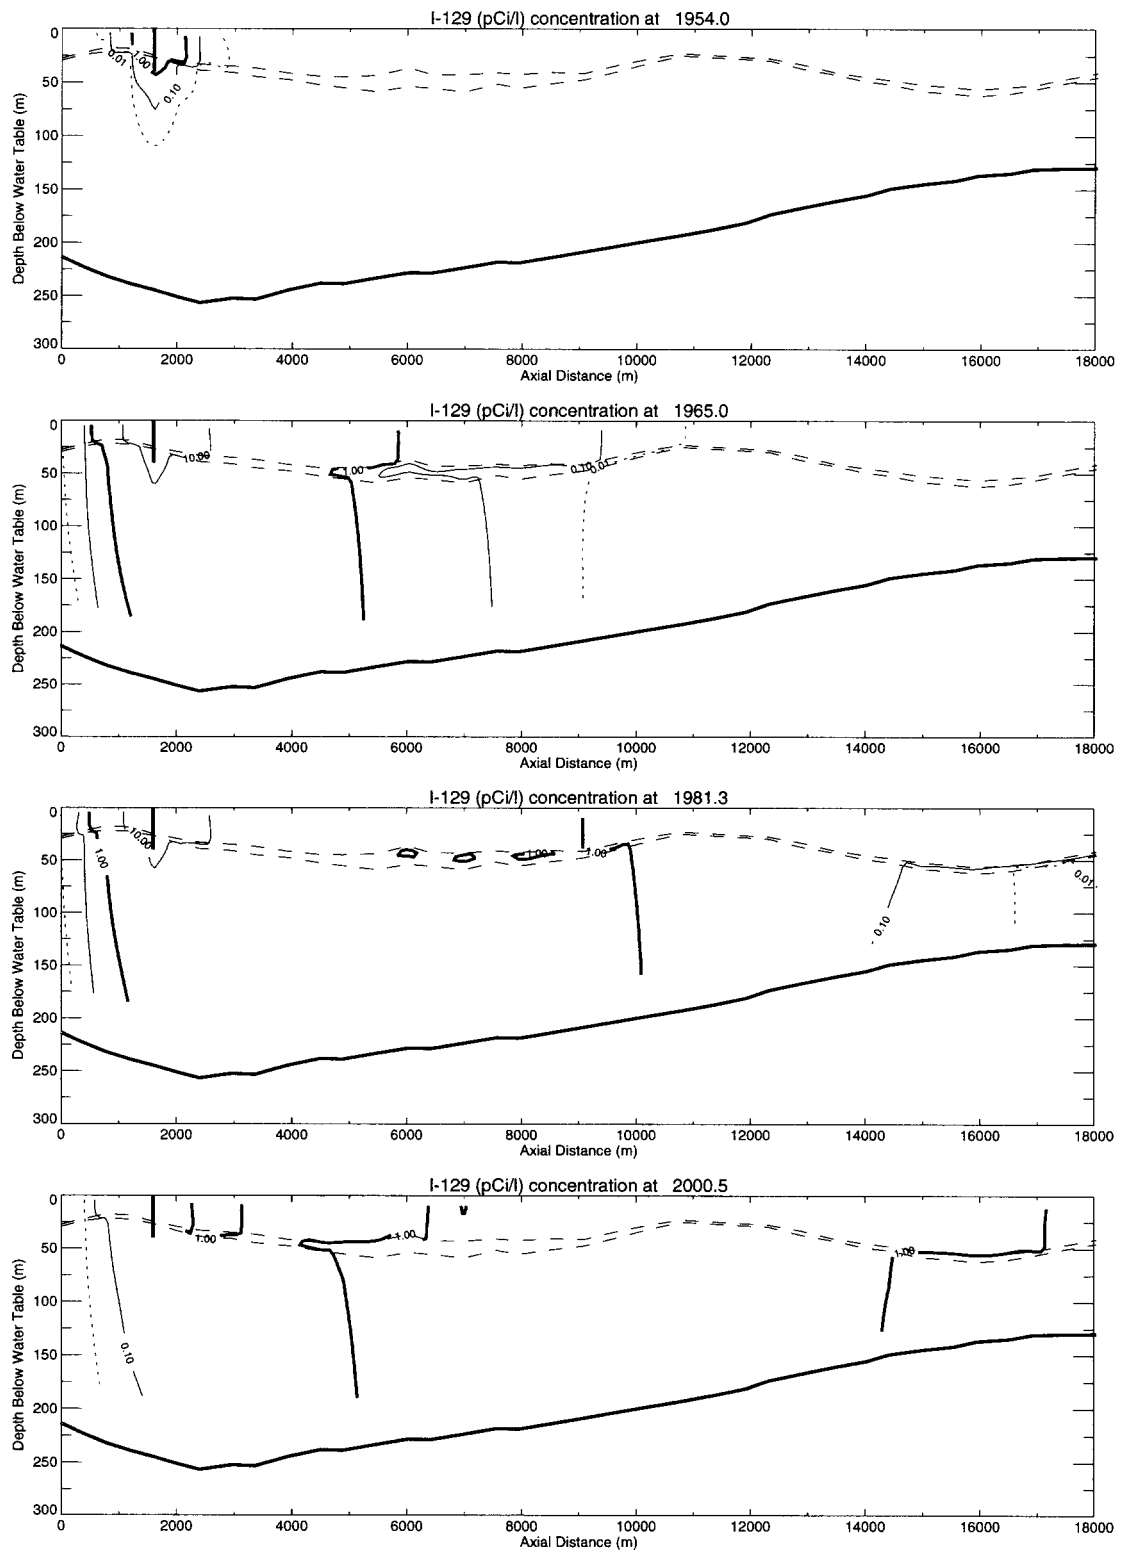 I-129 (pCi/l) concentration at 1954.0
0
50
100
150
200
250
300
Depth Below Water Table (m)
0.01
1.00
0.10
0 2000 4000 6000 8000 10000 12000 14000 16000 18000
Axial Distance (m)
I-129 (pCi/l) concentration at 1965.0
0
50
100
150
200
250
300
Depth Below Water Table (m)
10.00
1.00
0.10
0.01
0 2000 4000 6000 8000 10000 12000 14000 16000 18000
Axial Distance (m)
I-129 (pCi/l) concentration at 1981.3
0
50
100
150
200
250
300
Depth Below Water Table (m)
1.00
10.00
1.00
1.00
0.10
0.01
0 2000 4000 6000 8000 10000 12000 14000 16000 18000
Axial Distance (m)
I-129 (pCi/l) concentration at 2000.5
0
50
100
150
200
250
300
Depth Below Water Table (m)
0.10
1.00
1.00
1.00
0 2000 4000 6000 8000 10000 12000 14000 16000 18000
Axial Distance (m)